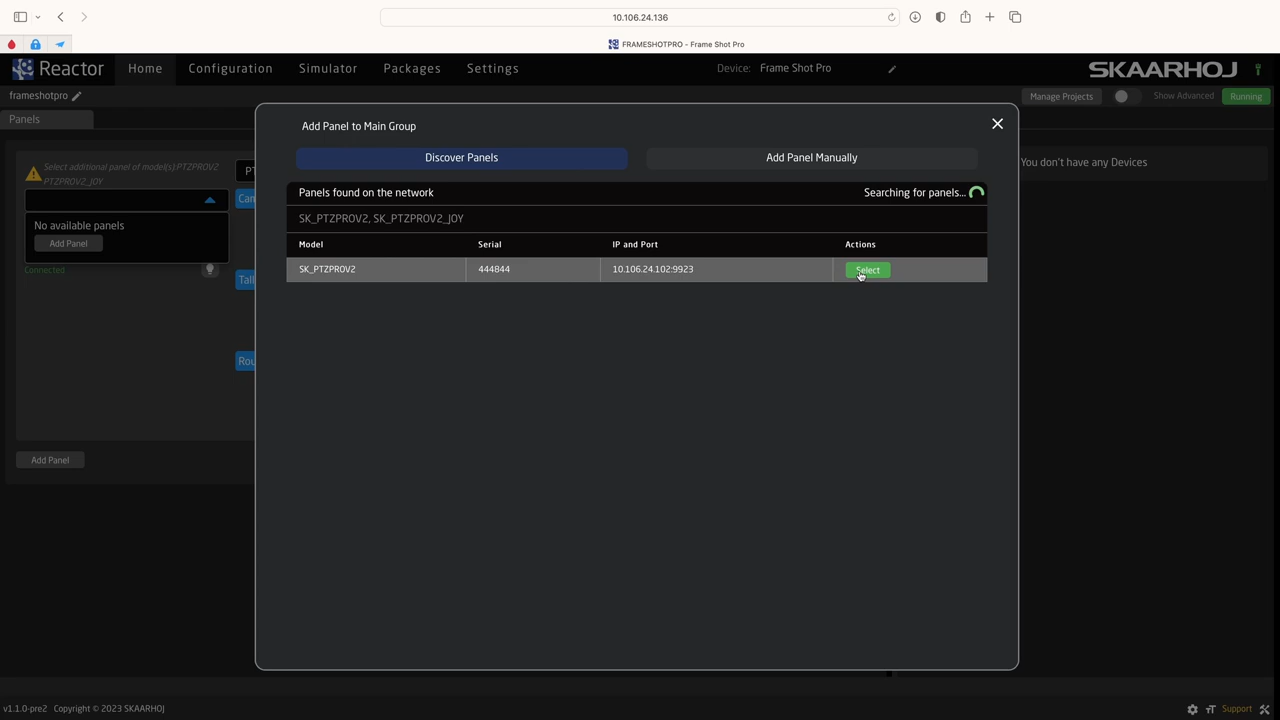 10.106.24.136
FRAMESHOTPRO - Frame Shot Pro
Reactor Home Configuration Simulator Packages Settings Device: Frame Shot Pro SKAARHOJ
frameshotpro Manage Projects Show Advanced Running
Panels
Add Panel to Main Group
Discover Panels Add Panel Manually
You don't have any Devices
Select additional panel of model(s):PTZPROV2,
PTZPROV2_JOY
PT
Panels found on the network Searching for panels...
Can
SK_PTZPROV2, SK_PTZPROV2_JOY
No available panels
Add Panel
Model Serial IP and Port Actions
Connected
SK_PTZPROV2 444844 10.106.24.102:9923 Select
Tall
Rou
Add Panel
v1.1.0-pre2 Copyright © 2023 SKAARHOJ Support